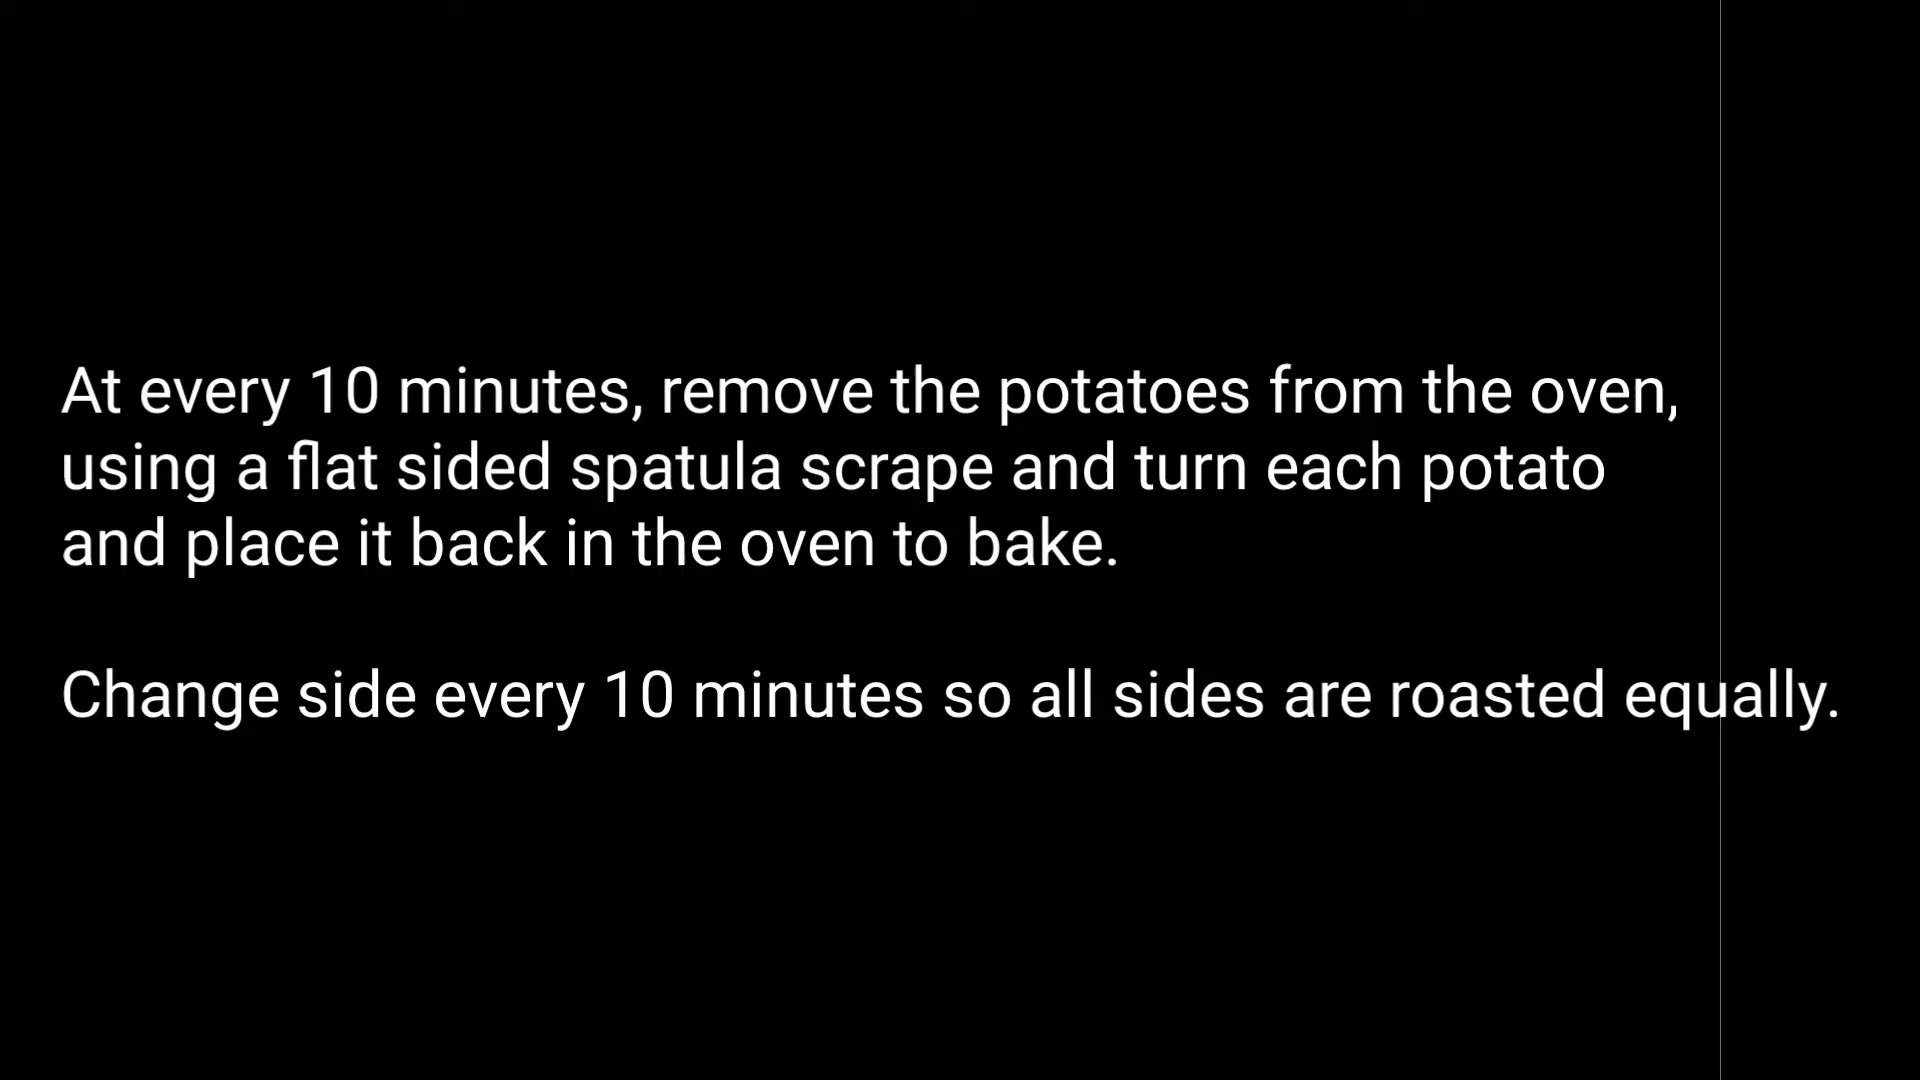 At every 10 minutes, remove the potatoes from the oven,
using a flat sided spatula scrape and turn each potato
and place it back in the oven to bake.
Change side every 10 minutes so all sides are roasted equally.